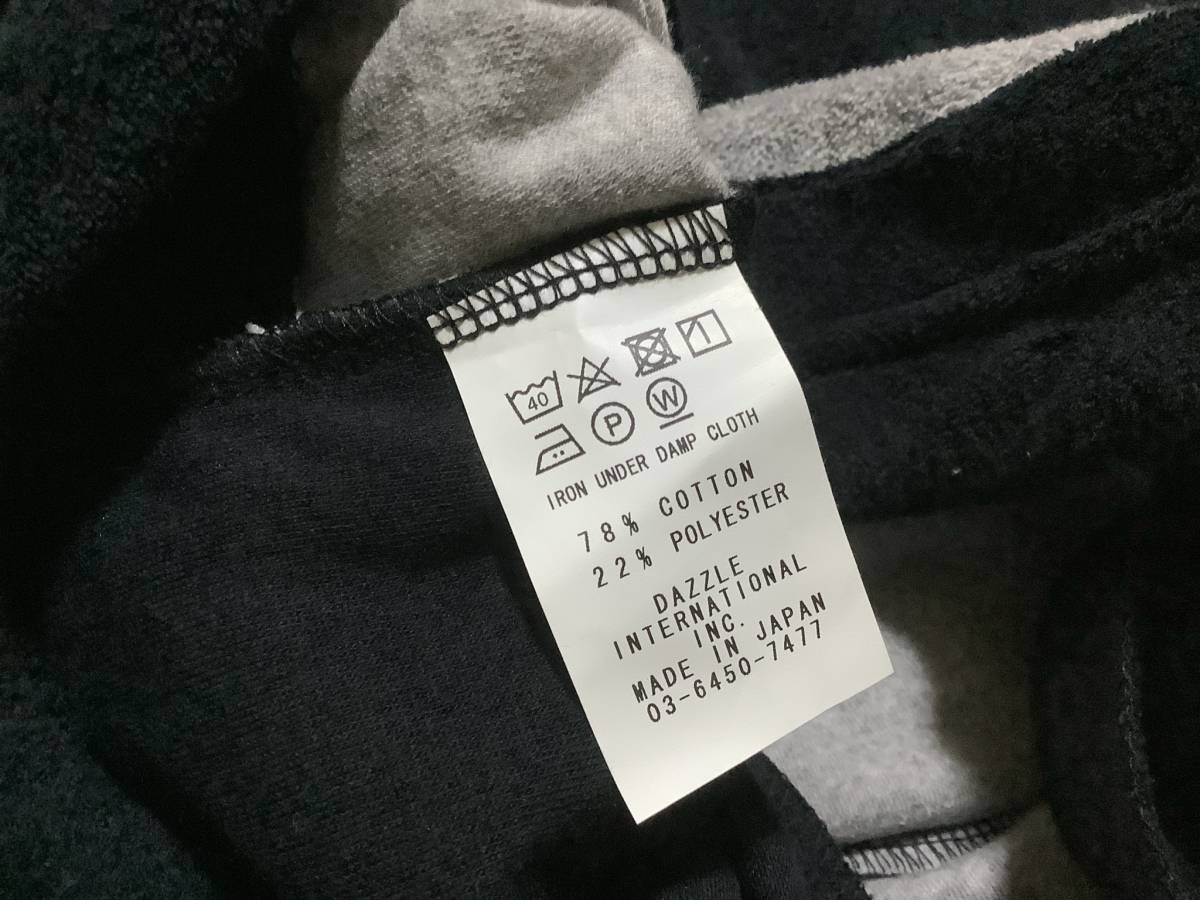 40
P W
IRON UNDER DAMP CLOTH
78% COTTON
22% POLYESTER
DAZZLE
INTERNATIONAL
INC.
MADE IN JAPAN
03-6450-7477